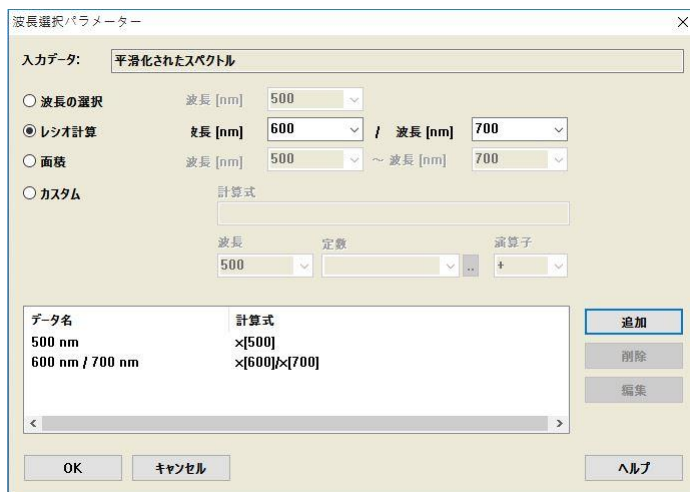 波長選択パラメーター
入力データ: 平滑化されたスペクトル
波長の選択 波長 [nm] 500
レシオ計算 波長 [nm] 600 / 波長 [nm] 700
面積 波長 [nm] 500 ~ 波長 [nm] 700
カスタム 計算式
波長 定数 演算子
500 .. +
データ名 計算式 追加
500 nm x[500]
600 nm / 700 nm x[600]/x[700] 削除
編集
OK キャンセル ヘルプ